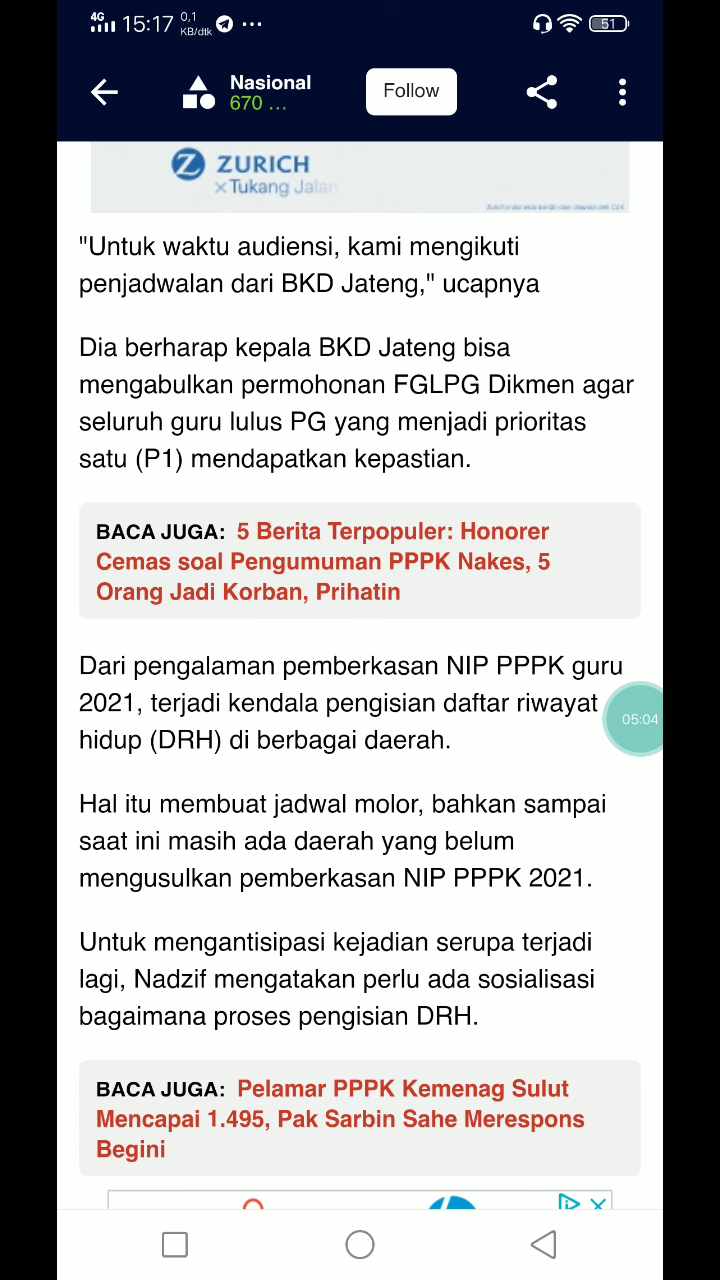 4G 15:17 0,1 KB/dtk ... 51
Nasional
670 ...
Follow
ZURICH
x Tukang Jalan
"Untuk waktu audiensi, kami mengikuti
penjadwalan dari BKD Jateng," ucapnya
Dia berharap kepala BKD Jateng bisa
mengabulkan permohonan FGLPG Dikmen agar
seluruh guru lulus PG yang menjadi prioritas
satu (P1) mendapatkan kepastian.
BACA JUGA: 5 Berita Terpopuler: Honorer
Cemas soal Pengumuman PPPK Nakes, 5
Orang Jadi Korban, Prihatin
Dari pengalaman pemberkasan NIP PPPK guru
2021, terjadi kendala pengisian daftar riwayat
05:04
hidup (DRH) di berbagai daerah.
Hal itu membuat jadwal molor, bahkan sampai
saat ini masih ada daerah yang belum
mengusulkan pemberkasan NIP PPPK 2021.
Untuk mengantisipasi kejadian serupa terjadi
lagi, Nadzif mengatakan perlu ada sosialisasi
bagaimana proses pengisian DRH.
BACA JUGA: Pelamar PPPK Kemenag Sulut
Mencapai 1.495, Pak Sarbin Sahe Merespons
Begini